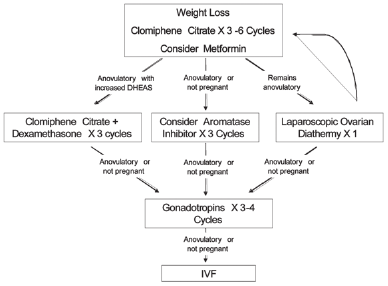 Weight Loss
Clomiphene Citrate X 3 -6 Cycles
Consider Metformin
Anovulatory with
increased DHEAS
Anovulatory or
not pregnant
Remains
anovulatory
Clomiphene Citrate +
Dexamethasone X 3 cycles
Consider Aromatase
Inhibitor X 3 Cycles
Laparoscopic Ovarian
Diathermy X 1
Anovulatory or
not pregnant
Anovulatory or
not pregnant
Anovulatory or
not pregnant
Gonadotropins X 3-4
Cycles
Anovulatory or
not pregnant
IVF